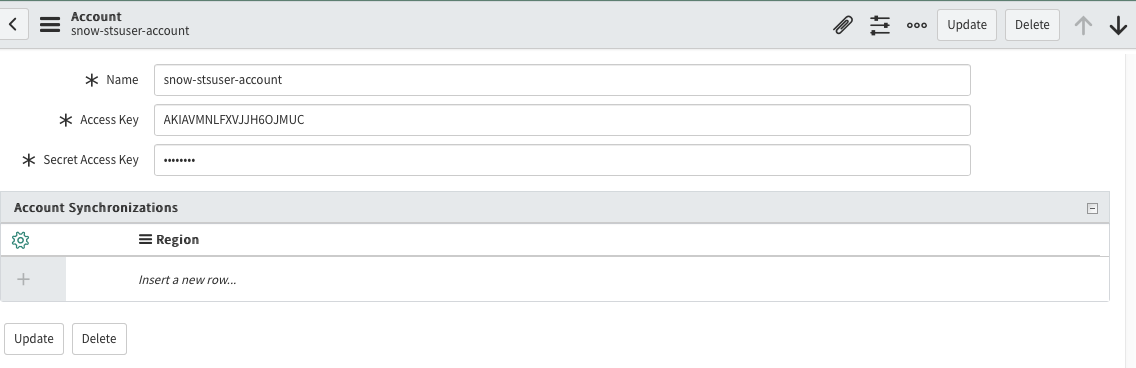 Account
snow-stsuser-account
Update Delete
Name snow-stsuser-account
Access Key AKIAVMNLFXVJJH6OJMUC
Secret Access Key ••••••••
Account Synchronizations
Region
Insert a new row...
Update Delete